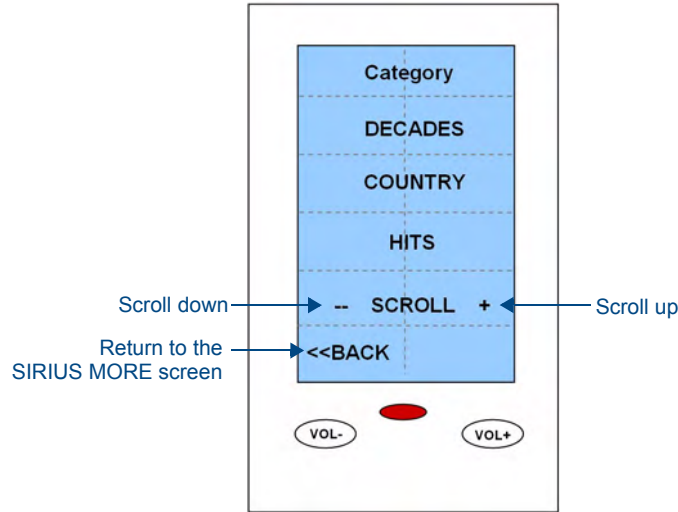 Category
DECADES
COUNTRY
HITS
Scroll down
-- SCROLL +
Scroll up
Return to the
SIRIUS MORE screen
<<BACK
VOL-
VOL+